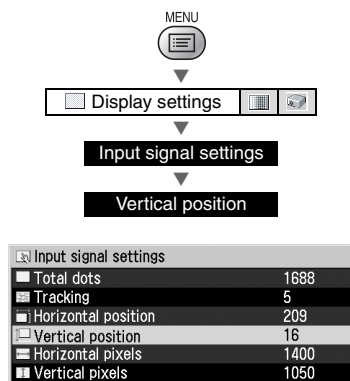 MENU
Display settings
Input signal settings
Vertical position
Input signal settings
Total dots 1688
Tracking 5
Horizontal position 209
Vertical position 16
Horizontal pixels 1400
Vertical pixels 1050